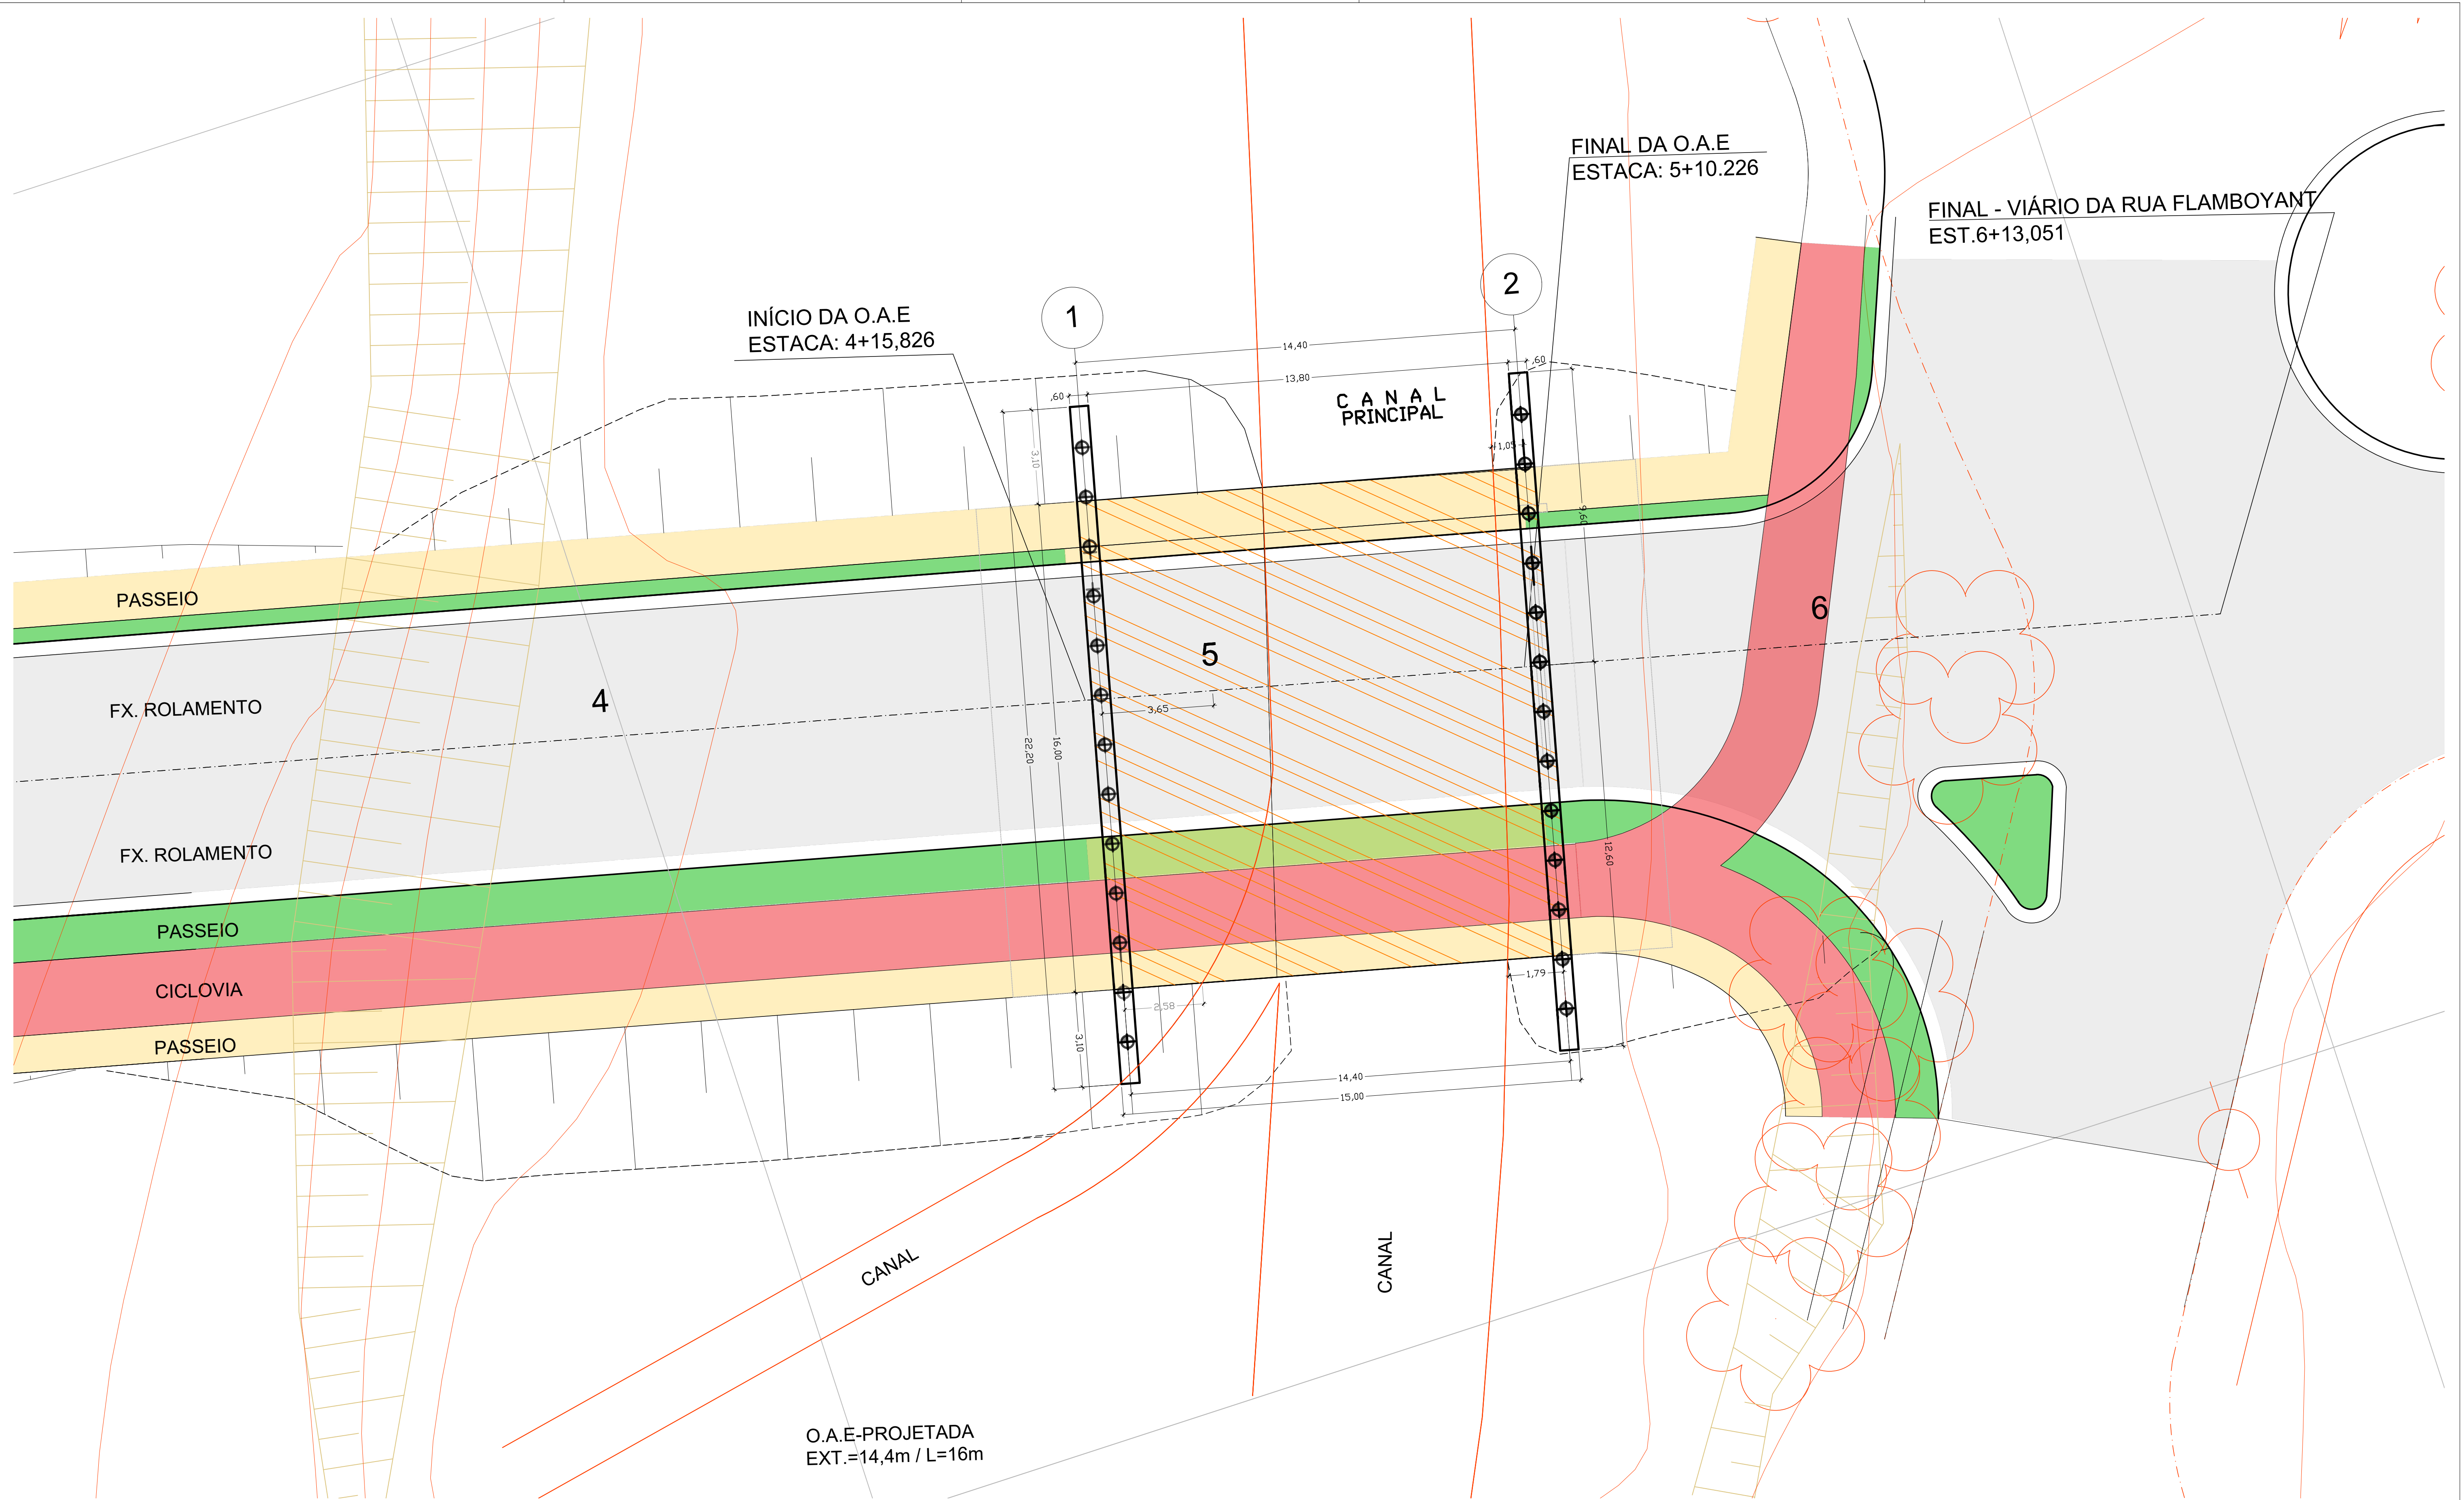 FINAL DA O.A.E
ESTACA: 5+10.226
FINAL - VIÁRIO DA RUA FLAMBOYANT
EST.6+13,051
INÍCIO DA O.A.E
ESTACA: 4+15,826
1
2
14,40
,60
13,80
,60
C A N A L
PRINCIPAL
3,10
1,05
9,60
PASSEIO
6
5
4
FX. ROLAMENTO
3,65
22,20
16,00
FX. ROLAMENTO
12,60
PASSEIO
CICLOVIA
PASSEIO
1,79
2,58
3,10
14,40
15,00
CANAL
CANAL
O.A.E-PROJETADA
EXT.=14,4m / L=16m